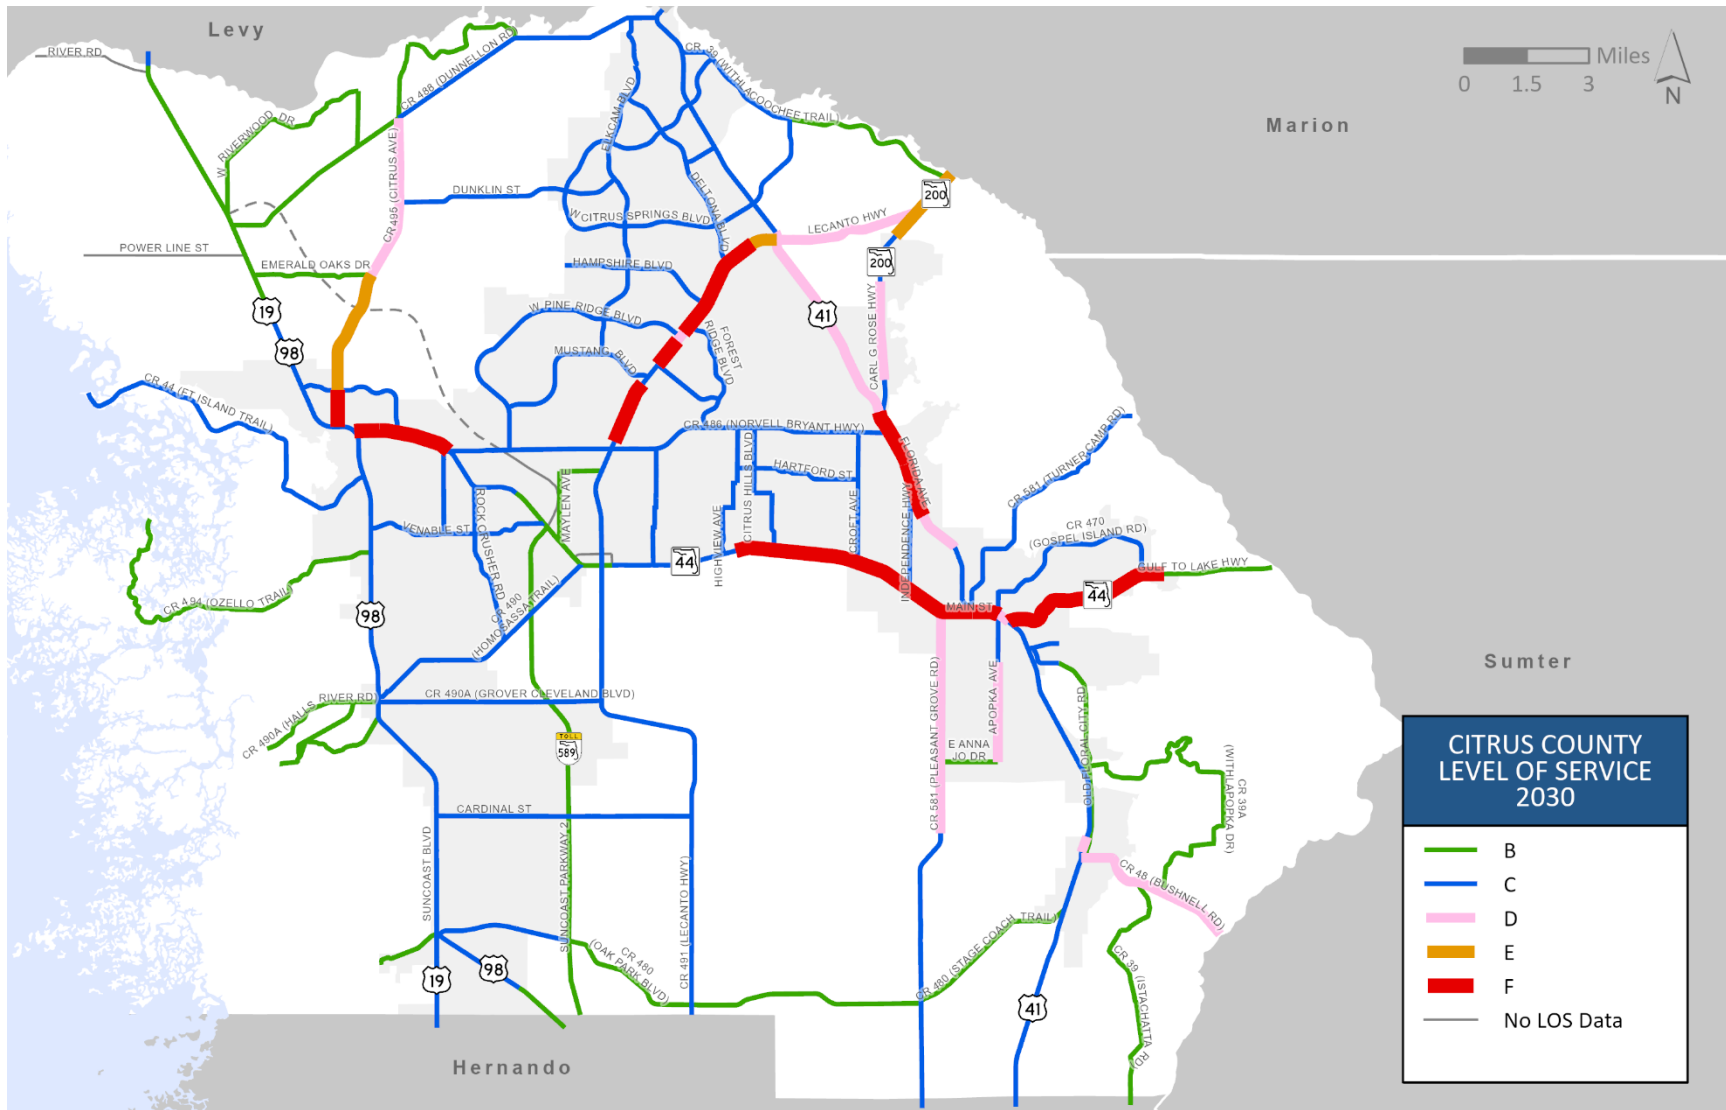 Levy
RIVER RD
CR 488 (DUNNELLON RD)
W RIVERWOOD DR
ELKCAM BLVD
CR 39 (WITHLACOOCHEE TRAIL)
Miles
0 1.5 3
N
Marion
CR 495 (CITRUS AVE)
DUNKLIN ST
DELTONA BLVD
W CITRUS SPRINGS BLVD
LECANTO HWY
200
POWER LINE ST
EMERALD OAKS DR
HAMPSHIRE BLVD
200
19
98
W PINE RIDGE BLVD
41
FOREST
RIDGE BLVD
MUSTANG BLVD
CARL G ROSE HWY
CR 44 (FT ISLAND TRAIL)
CR 486 (NORVELL BRYANT HWY)
FLORIDA AVE
CR 581 (TURNER CAMP RD)
HARTFORD ST
CITRUS HILLS BLVD
MAYLEN AVE
ROCK CRUSHER RD
VENABLE ST
HIGHVIEW AVE
CROFT AVE
INDEPENDENCE HWY
CR 470
(GOSPEL ISLAND RD)
44
GULF TO LAKE HWY
44
CR 494 (OZELLO TRAIL)
98
CR 490
(HOMOSASSA TRAIL)
MAIN ST
Sumter
CR 490A (HALLS RIVER RD)
CR 490A (GROVER CLEVELAND BLVD)
CR 581 (PLEASANT GROVE RD)
APOPKA AVE
OLD FLORAL CITY RD
TOLL
589
E ANNA
JO DR
CR 39A
(WITHLAPOPKA DR)
CARDINAL ST
SUNCOAST BLVD
SUNCOAST PARKWAY 2
CR 491 (LECANTO HWY)
CR 48 (BUSHNELL RD)
CR 480
(OAK PARK BLVD)
CR 480 (STAGE COACH TRAIL)
CR 39 (ISTACHATTA RD)
19
98
41
Hernando
CITRUS COUNTY
LEVEL OF SERVICE
2030
B
C
D
E
F
No LOS Data